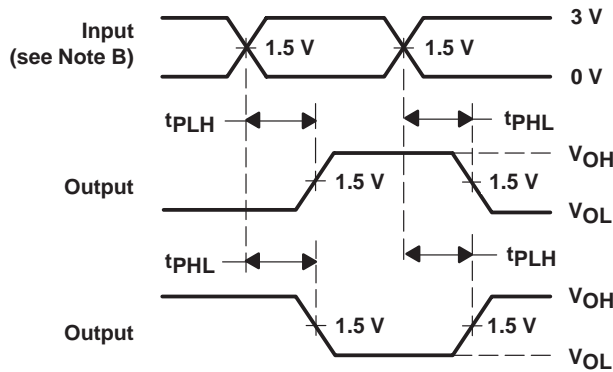 3 V
Input
(see Note B)
1.5 V
1.5 V
0 V
tPLH
tPHL
VOH
Output
1.5 V
1.5 V
VOL
tPHL
tPLH
VOH
Output
1.5 V
1.5 V
VOL